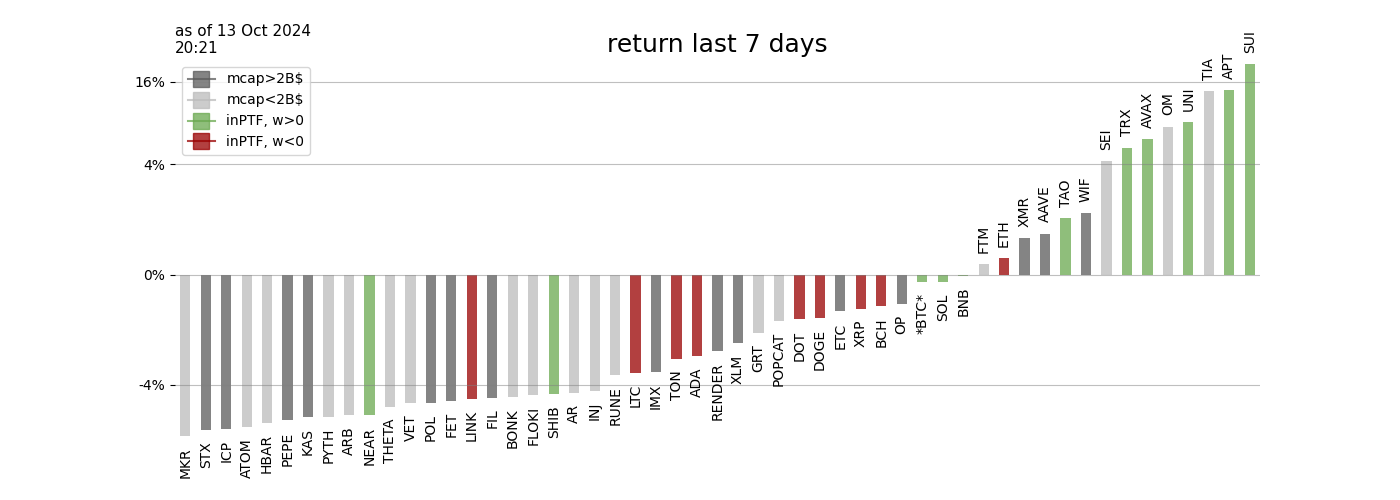 as of 13 Oct 2024
20:21
return last 7 days
mcap>2B$
mcap<2B$
inPTF, w>0
inPTF, w<0
16%
4%
0%
-4%
MKR
STX
ICP
ATOM
HBAR
PEPE
KAS
PYTH
ARB
NEAR
THETA
VET
POL
FET
LINK
FIL
BONK
FLOKI
SHIB
AR
INJ
RUNE
LTC
IMX
TON
ADA
RENDER
XLM
GRT
POPCAT
DOT
DOGE
ETC
XRP
BCH
OP
*BTC*
SOL
BNB
FTM
ETH
XMR
AAVE
TAO
WIF
SEI
TRX
AVAX
OM
UNI
TIA
APT
SUI